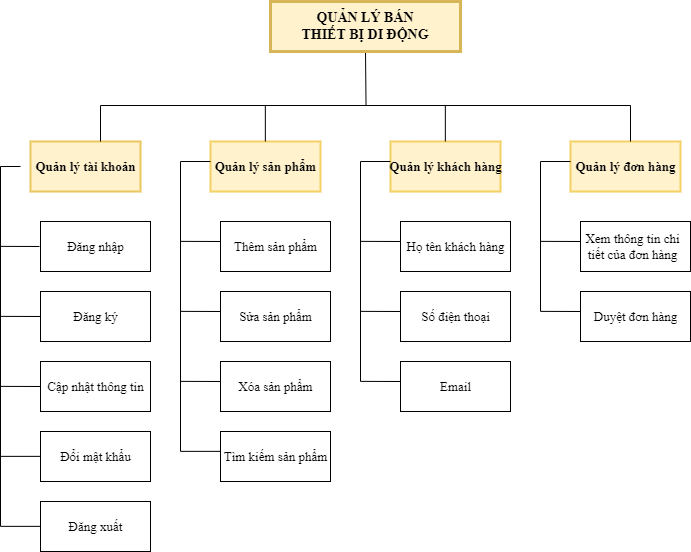 QUẢN LÝ BÁN
THIẾT BỊ DI ĐỘNG
Quản lý tài khoản
Quản lý sản phẩm
Quản lý khách hàng
Quản lý đơn hàng
Đăng nhập
Thêm sản phẩm
Họ tên khách hàng
Xem thông tin chi
tiết của đơn hàng
Đăng ký
Sửa sản phẩm
Số điện thoại
Duyệt đơn hàng
Cập nhật thông tin
Xóa sản phẩm
Email
Đổi mật khẩu
Tìm kiếm sản phẩm
Đăng xuất